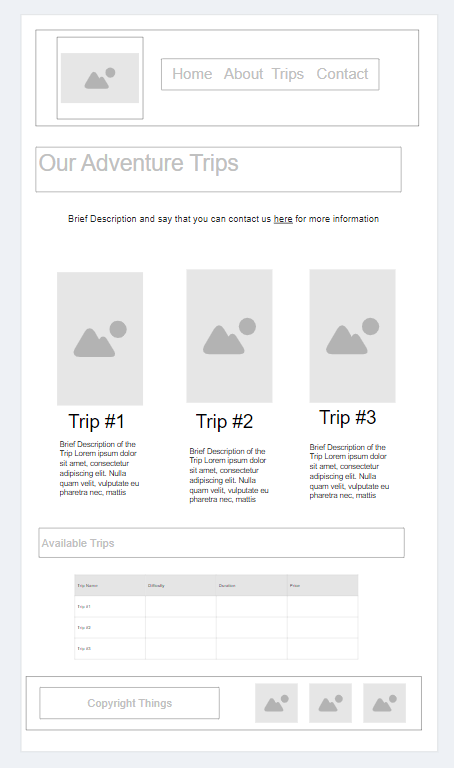 Home About Trips Contact
Our Adventure Trips
Brief Description and say that you can contact us here for more information
Trip #1
Brief Description of the
Trip Lorem ipsum dolor
sit amet, consectetur
adipiscing elit. Nulla
quam velit, vulputate eu
pharetra nec, mattis
Trip #2
Brief Description of the
Trip Lorem ipsum dolor
sit amet, consectetur
adipiscing elit. Nulla
quam velit, vulputate eu
pharetra nec, mattis
Trip #3
Brief Description of the
Trip Lorem ipsum dolor
sit amet, consectetur
adipiscing elit. Nulla
quam velit, vulputate eu
pharetra nec, mattis
Available Trips
Trip Name Difficulty Duration Price
Trip #1
Trip #2
Trip #3
Copyright Things